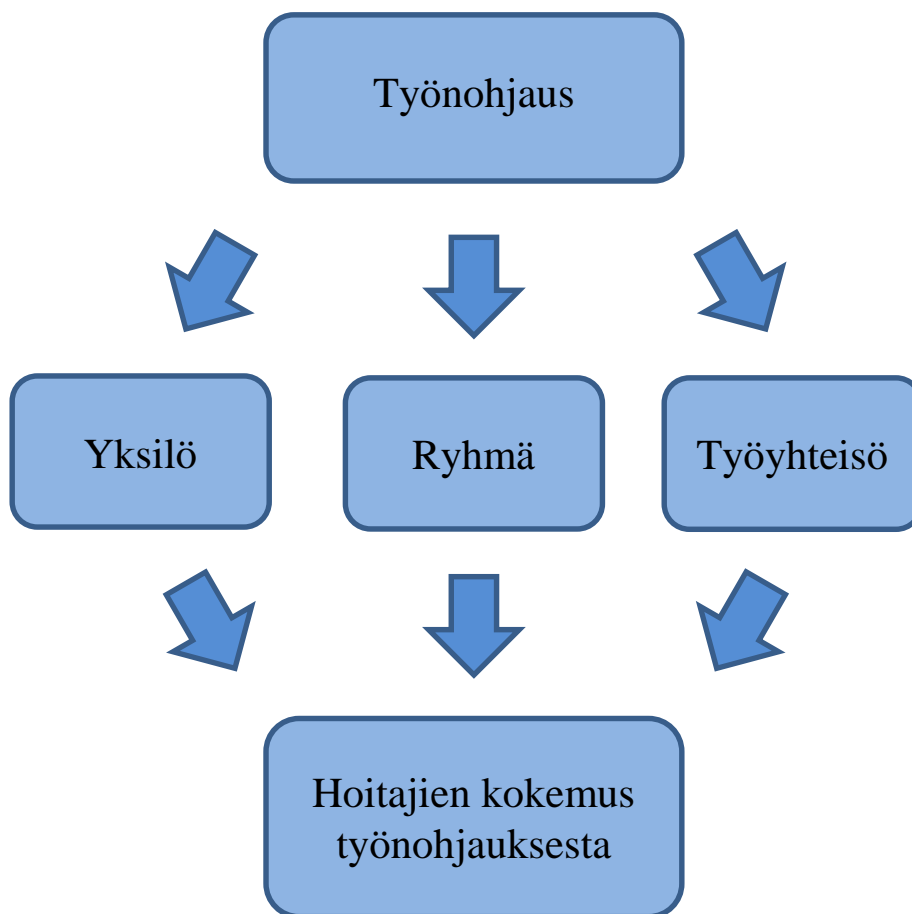 Työnohjaus
Yksilö
Ryhmä
Työyhteisö
Hoitajien kokemus
työnohjauksesta